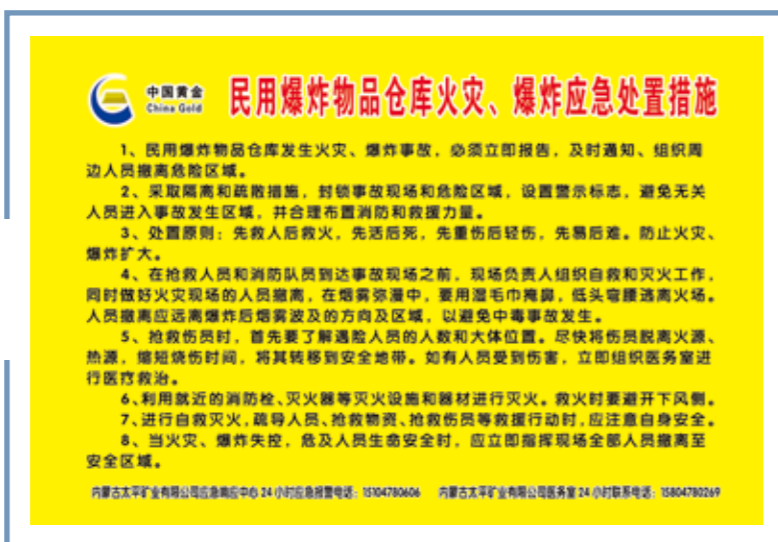 中国黄金
China Gold
民用爆炸物品仓库火灾、爆炸应急处置措施
1、民用爆炸物品仓库发生火灾、爆炸事故，必须立即报告，及时通知、组织周
边人员撤离危险区域。
2、采取隔离和疏散措施，封锁事故现场和危险区域，设置警示标志，避免无关
人员进入事故发生区域，并合理布置消防和救援力量。
3、处置原则：先救人后救火，先活后死，先重伤后轻伤，先易后难。防止火灾、
爆炸扩大。
4、在抢救人员和消防队员到达事故现场之前，现场负责人组织自救和灭火工作，
同时做好火灾现场的人员撤离，在烟雾弥漫中，要用湿毛巾掩鼻，低头弯腰逃离火场。
人员撤离应远离爆炸后烟雾波及的方向及区域，以避免中毒事故发生。
5、抢救伤员时，首先要了解遇险人员的人数和大体位置。尽快将伤员脱离火源、
热源，缩短烧伤时间，将其转移到安全地带。如有人员受到伤害，立即组织医务室进
行医疗救治。
6、利用就近的消防栓、灭火器等灭火设施和器材进行灭火。救火时要避开下风侧。
7、进行自救灭火，疏导人员、抢救物资、抢救伤员等救援行动时，应注意自身安全。
8、当火灾、爆炸失控，危及人员生命安全时，应立即指挥现场全部人员撤离至
安全区域。
内蒙古太平矿业有限公司应急响应中心24小时应急报警电话：15104780606 内蒙古太平矿业有限公司医务室24小时联系电话：15804780269